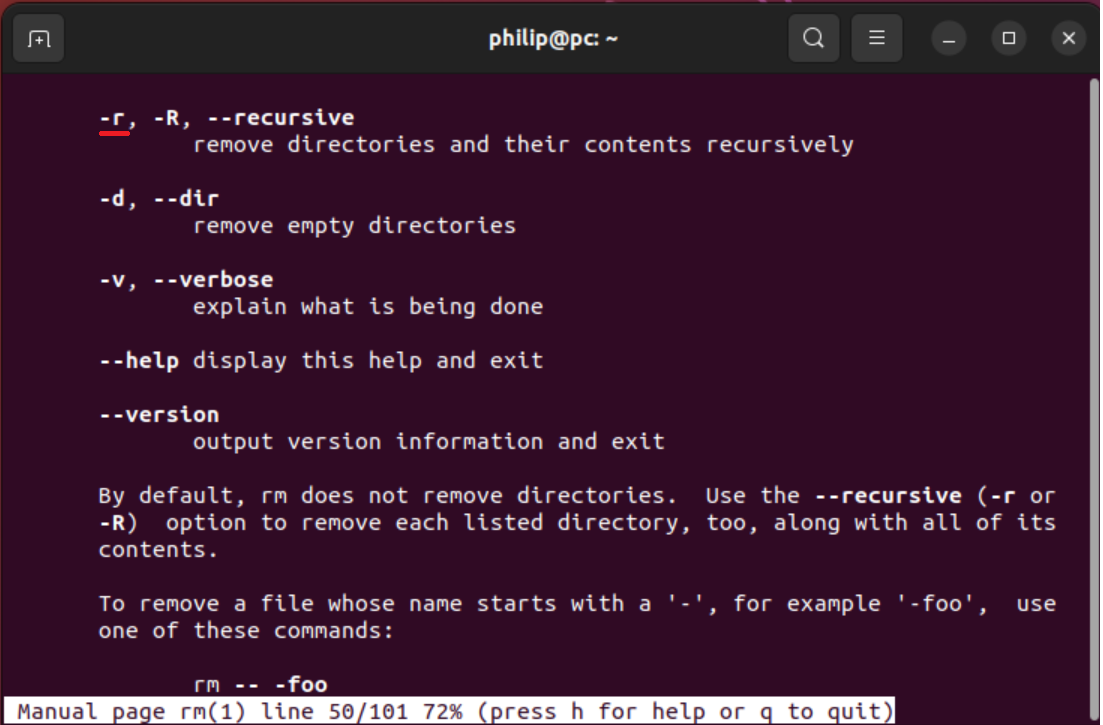 philip@pc: ~
-r, -R, --recursive
remove directories and their contents recursively
-d, --dir
remove empty directories
-v, --verbose
explain what is being done
--help display this help and exit
--version
output version information and exit
By default, rm does not remove directories.  Use the --recursive (-r or
-R)  option to remove each listed directory, too, along with all of its
contents.
To remove a file whose name starts with a '-', for example '-foo',  use
one of these commands:
rm -- -foo
Manual page rm(1) line 50/101 72% (press h for help or q to quit)